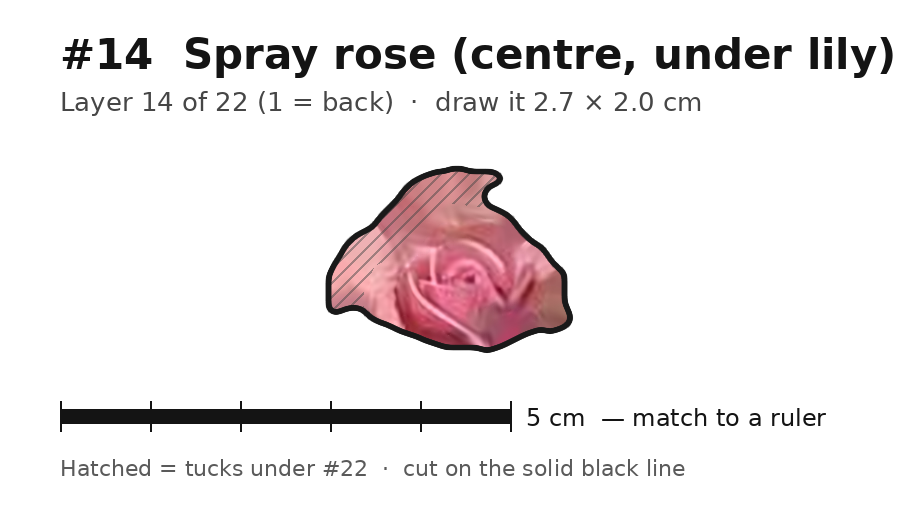 #14 Spray rose (centre, under lily)
Layer 14 of 22 (1 = back) · draw it 2.7 × 2.0 cm
5 cm — match to a ruler
Hatched = tucks under #22 · cut on the solid black line